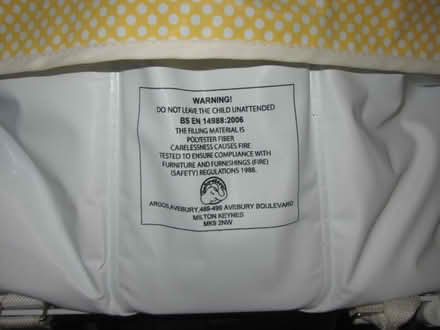 WARNING!
DO NOT LEAVE THE CHILD UNATTENDED
BS EN 14988:2006
THE FILLING MATERIAL IS
POLYESTER FIBER
CARELESSNESS CAUSES FIRE
TESTED TO ENSURE COMPLIANCE WITH
FURNITURE AND FURNISHINGS (FIRE)
(SAFETY) REGULATIONS 1988.
ARGOS,AVEBURY,489-499 AVEBURY BOULEVARD
MILTON KEYNES
MK9 2NW